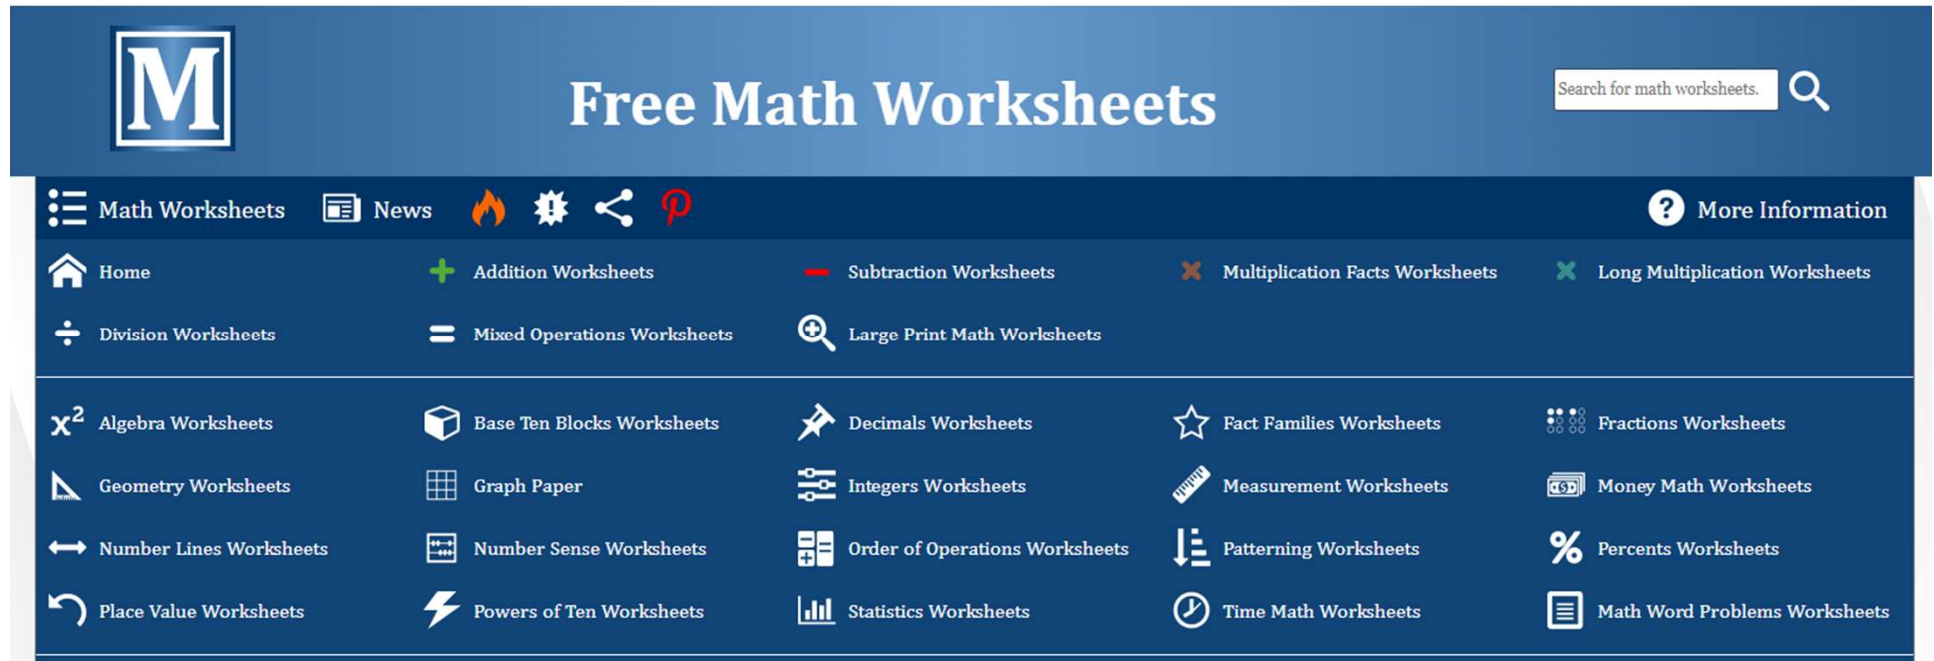 M
Free Math Worksheets
Search for math worksheets.
Math Worksheets News More Information
Home Addition Worksheets Subtraction Worksheets Multiplication Facts Worksheets Long Multiplication Worksheets
Division Worksheets Mixed Operations Worksheets Large Print Math Worksheets
x² Algebra Worksheets Base Ten Blocks Worksheets Decimals Worksheets Fact Families Worksheets Fractions Worksheets
Geometry Worksheets Graph Paper Integers Worksheets Measurement Worksheets Money Math Worksheets
Number Lines Worksheets Number Sense Worksheets Order of Operations Worksheets Patterning Worksheets % Percents Worksheets
Place Value Worksheets Powers of Ten Worksheets Statistics Worksheets Time Math Worksheets Math Word Problems Worksheets